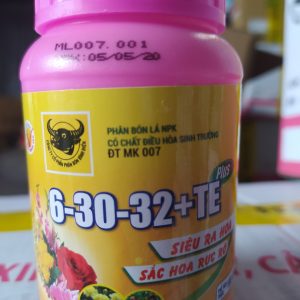 ML007.001
:05/05/20
PHÂN BÓN LÁ NPK
CÓ CHẤT ĐIỀU HÒA SINH TRƯỞNG
ĐT MK 007
6-30-32+TE
Plus
SIÊU RA HOA
SẮC HOA RỰC RỠ